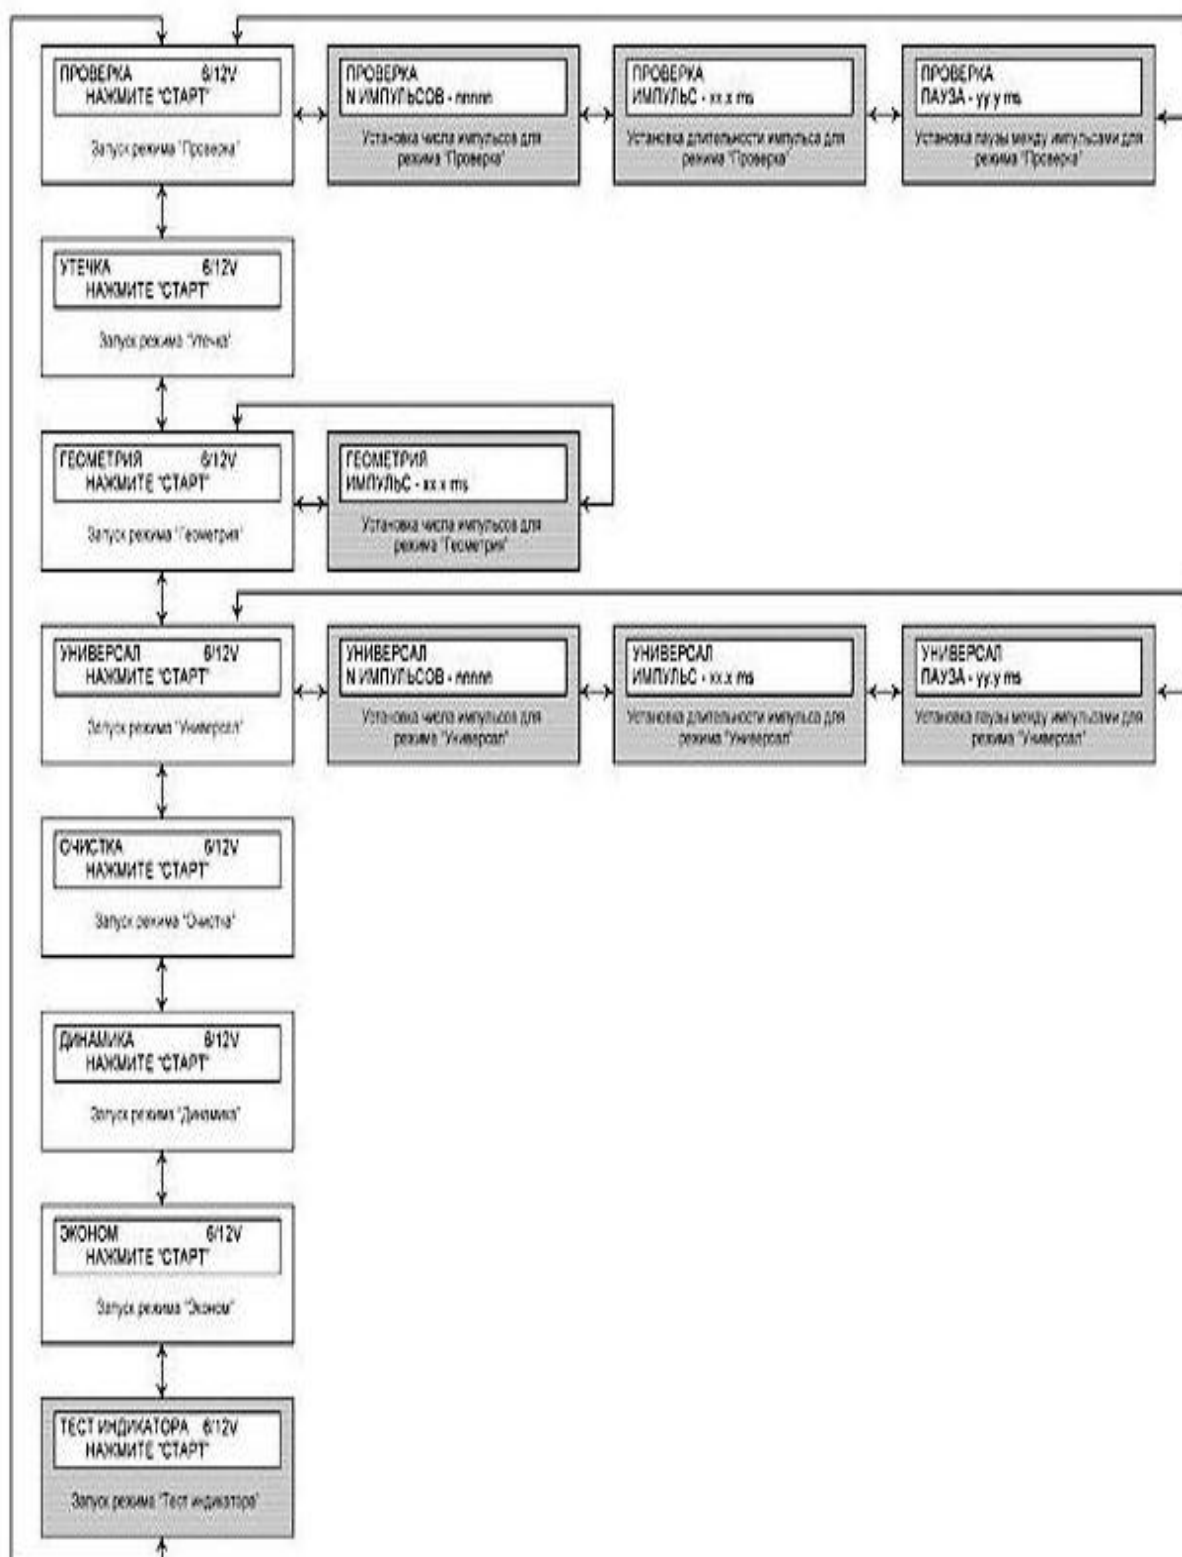 ПРОВЕРКА 6/12V
НАЖМИТЕ "СТАРТ"
Запуск режима "Проверка"
ПРОВЕРКА
N ИМПУЛЬСОВ - nnnnn
Установка числа импульсов для
режима "Проверка"
ПРОВЕРКА
ИМПУЛЬС - xx.x ms
Установка длительности импульса для
режима "Проверка"
ПРОВЕРКА
ПАУЗА - yy.y ms
Установка паузы между импульсами для
режима "Проверка"
УТЕЧКА 6/12V
НАЖМИТЕ "СТАРТ"
Запуск режима "Утечка"
ГЕОМЕТРИЯ 6/12V
НАЖМИТЕ "СТАРТ"
Запуск режима "Геометрия"
ГЕОМЕТРИЯ
ИМПУЛЬС - xx.x ms
Установка числа импульсов для
режима "Геометрия"
УНИВЕРСАЛ 6/12V
НАЖМИТЕ "СТАРТ"
Запуск режима "Универсал"
УНИВЕРСАЛ
N ИМПУЛЬСОВ - nnnnn
Установка числа импульсов для
режима "Универсал"
УНИВЕРСАЛ
ИМПУЛЬС - xx.x ms
Установка длительности импульса для
режима "Универсал"
УНИВЕРСАЛ
ПАУЗА - yy.y ms
Установка паузы между импульсами для
режима "Универсал"
ОЧИСТКА 6/12V
НАЖМИТЕ "СТАРТ"
Запуск режима "Очистка"
ДИНАМИКА 6/12V
НАЖМИТЕ "СТАРТ"
Запуск режима "Динамика"
ЭКОНОМ 6/12V
НАЖМИТЕ "СТАРТ"
Запуск режима "Эконом"
ТЕСТ ИНДИКАТОРА 6/12V
НАЖМИТЕ "СТАРТ"
Запуск режима "Тест индикатора"